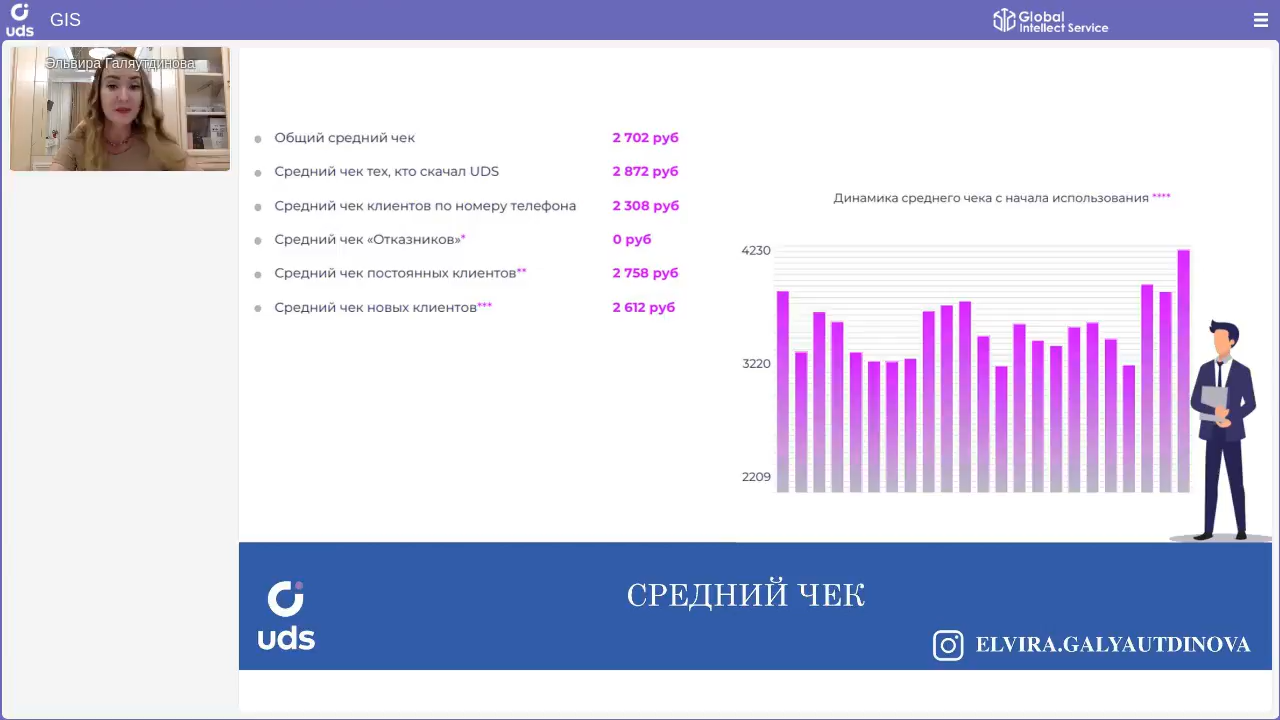 uds
GIS
Global
Intellect Service
Эльвира Галяутдинова
Общий средний чек 2 702 руб
Средний чек тех, кто скачал UDS 2 872 руб
Средний чек клиентов по номеру телефона 2 308 руб
Средний чек «Отказников»* 0 руб
Средний чек постоянных клиентов** 2 758 руб
Средний чек новых клиентов*** 2 612 руб
Динамика среднего чека с начала использования ****
4230
3220
2209
СРЕДНИЙ ЧЕК
uds
ELVIRA.GALYAUTDINOVA